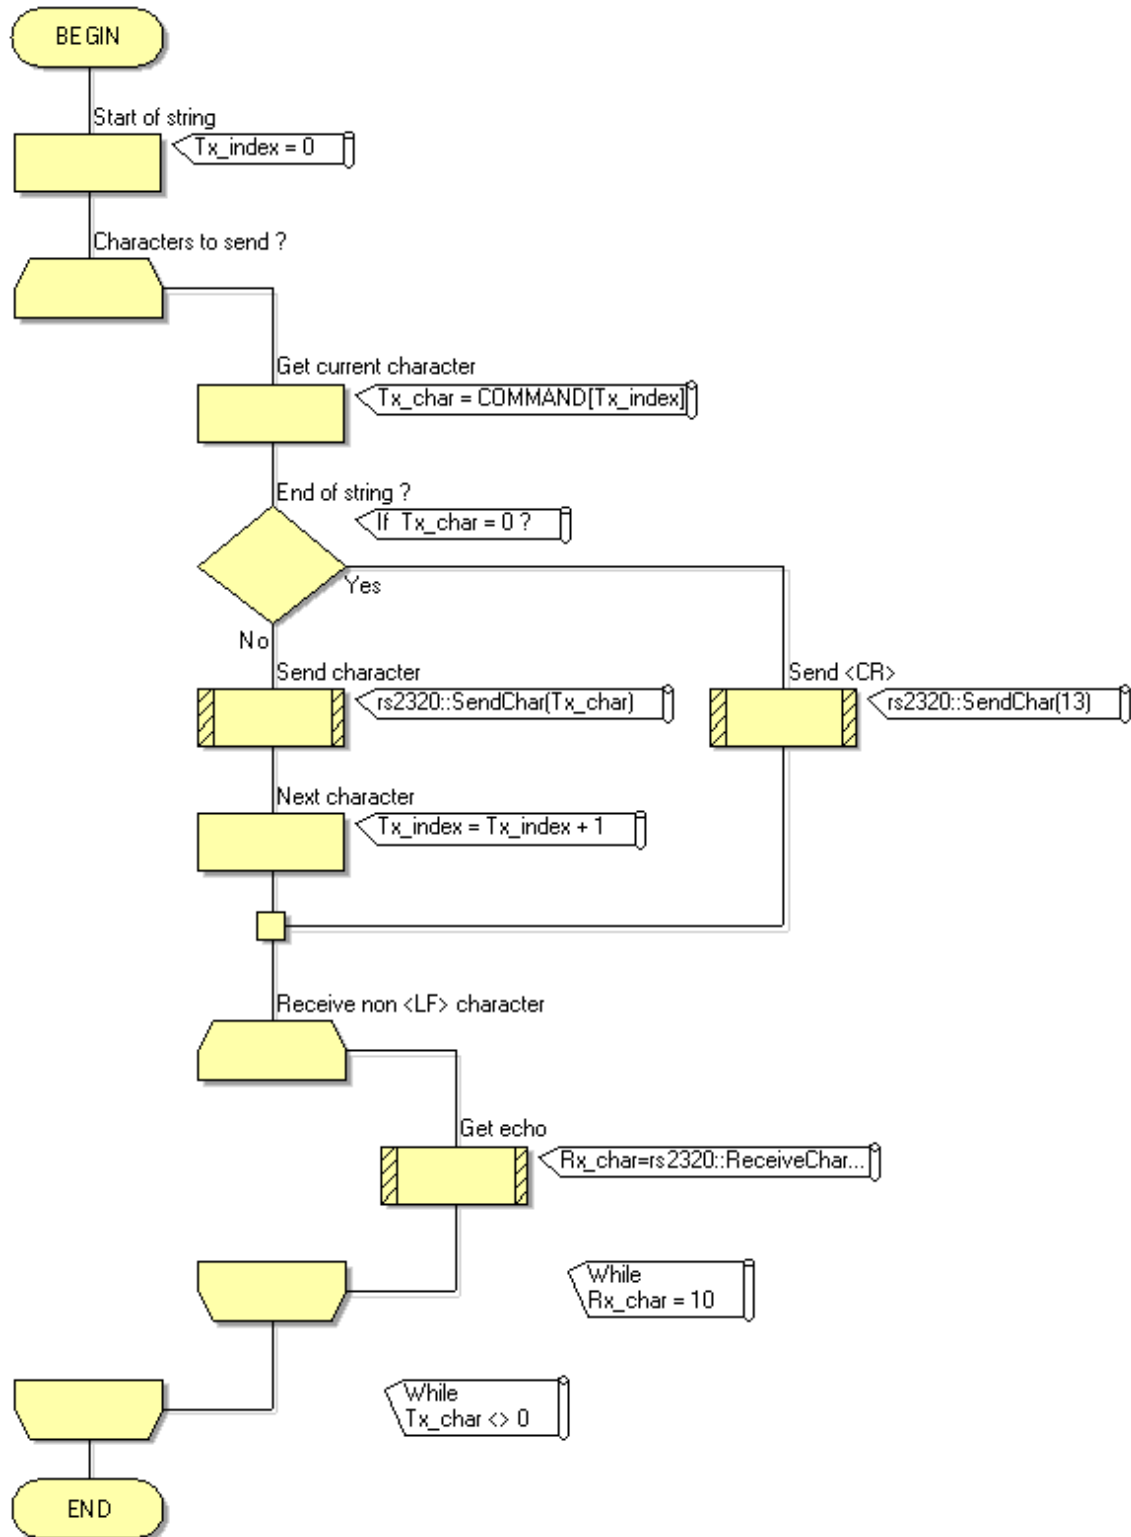 BEGIN
Start of string
Tx_index = 0
Characters to send ?
Get current character
Tx_char = COMMAND[Tx_index]
End of string ?
If Tx_char = 0 ?
Yes
No
Send character
rs2320::SendChar(Tx_char)
Send <CR>
rs2320::SendChar(13)
Next character
Tx_index = Tx_index + 1
Receive non <LF> character
Get echo
Rx_char=rs2320::ReceiveChar...
While
Rx_char = 10
While
Tx_char <> 0
END